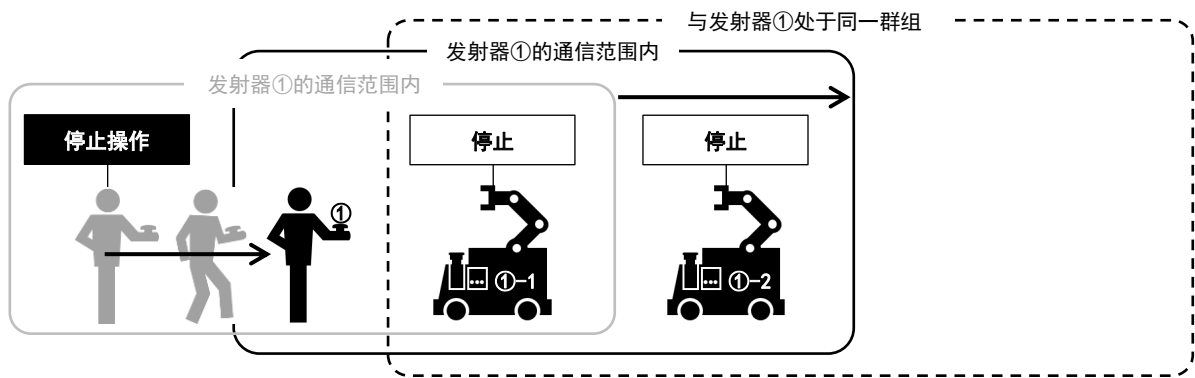 与发射器①处于同一群组
发射器①的通信范围内
发射器①的通信范围内
停止操作
停止
停止
①
①-1
①-2